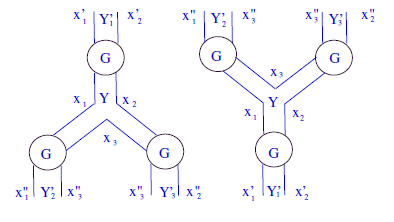 x'₁ Y'₁ x'₂ x"₁ Y'₂ x"₃ x"₃ Y'₃ x"₂
G G G
x₃
x₁ Y x₂ Y
x₁ x₂
x₃
G G G
x"₁ Y'₂ x"₃ x"₃ Y'₃ x"₂ x'₁ Y'₁ x'₂